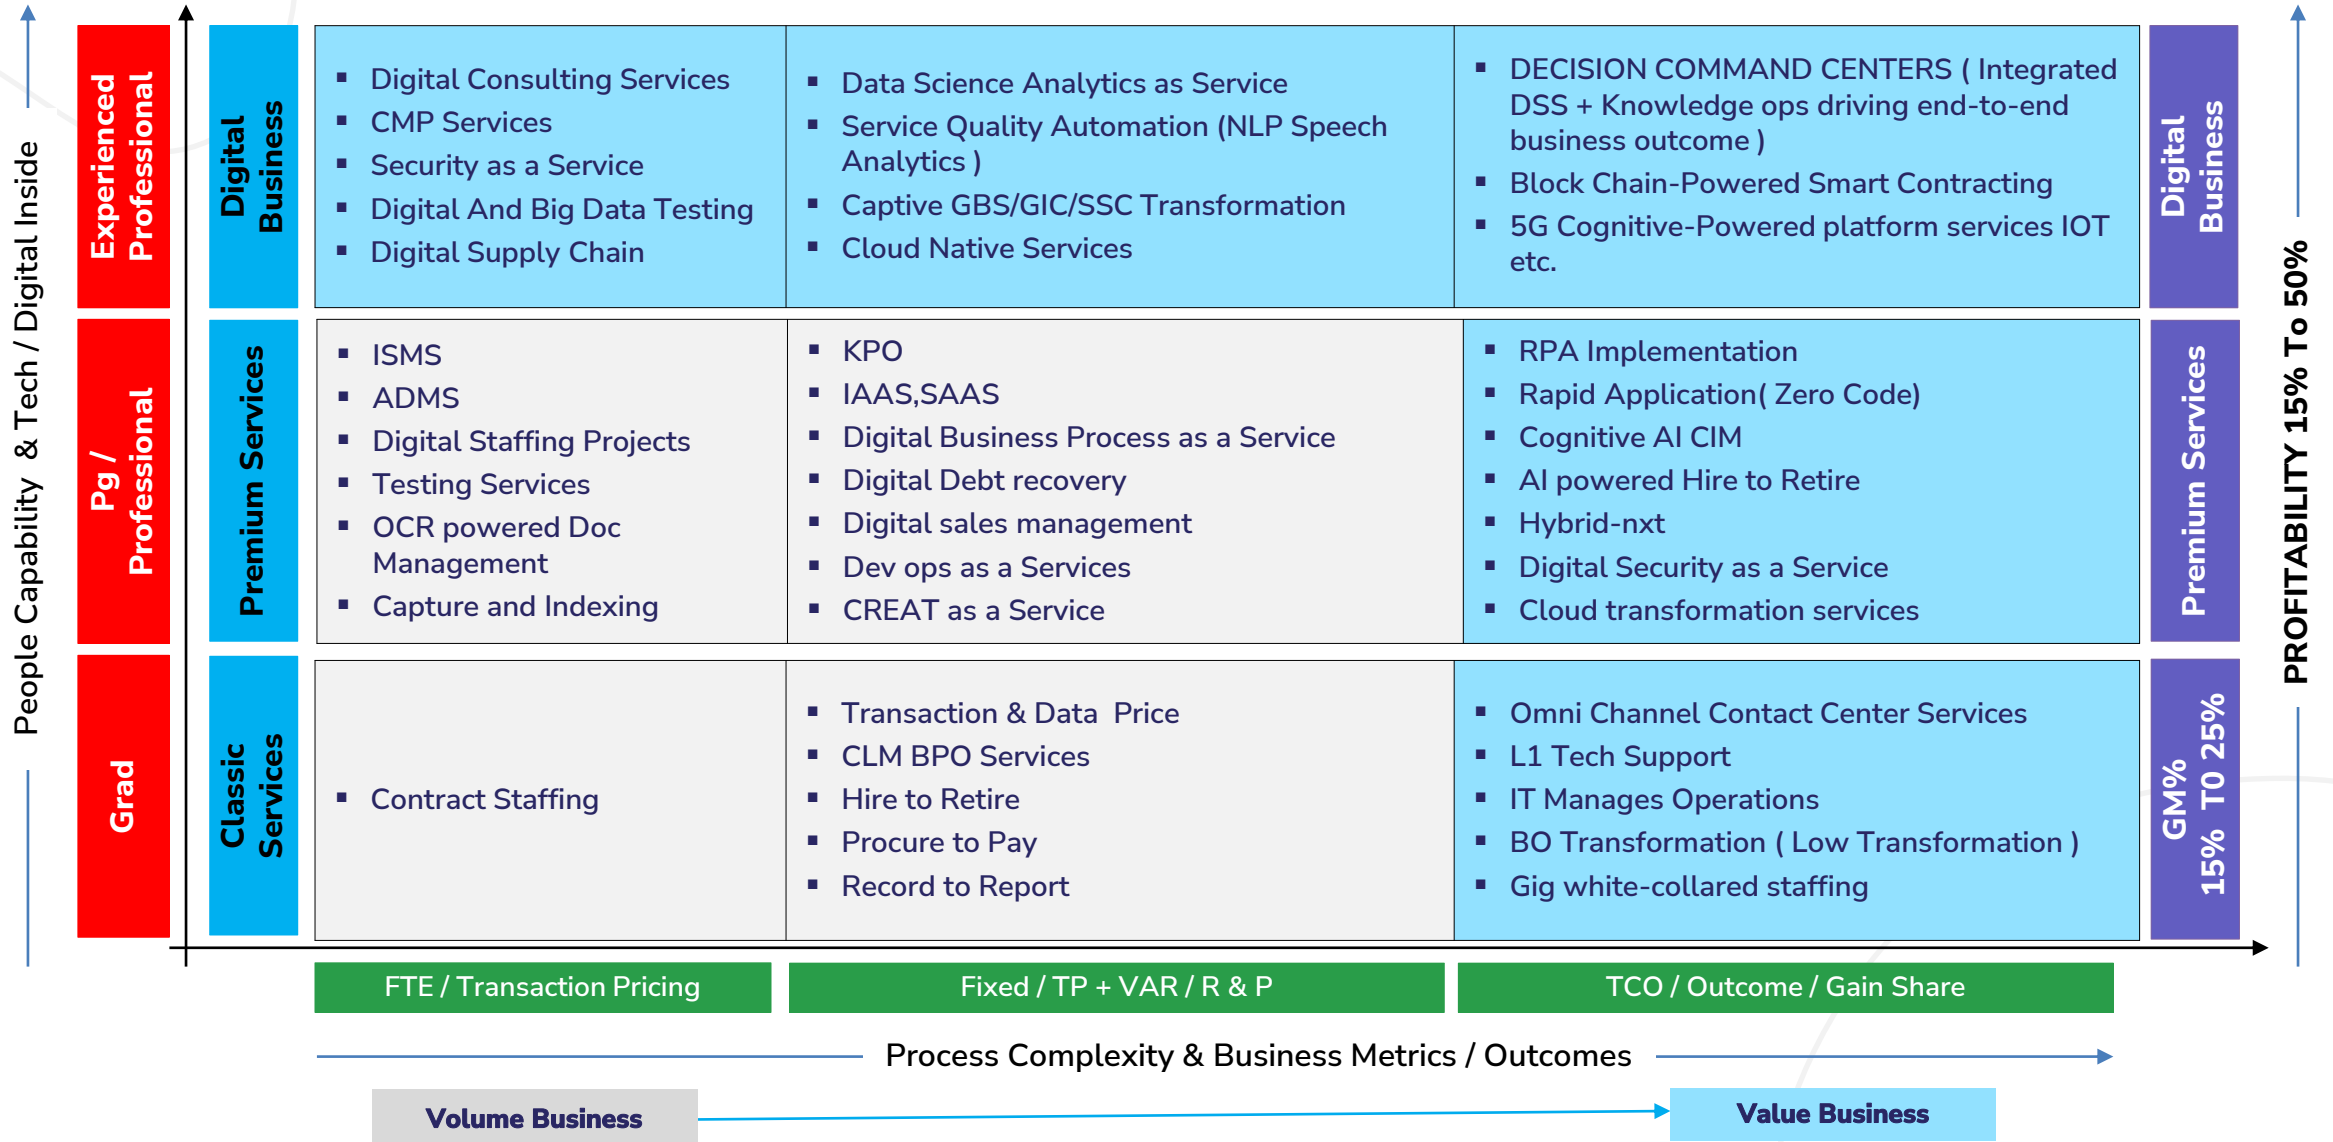 People Capability & Tech / Digital Inside
Experienced
Professional
Digital
Business
Digital Consulting Services
CMP Services
Security as a Service
Digital And Big Data Testing
Digital Supply Chain
Data Science Analytics as Service
Service Quality Automation (NLP Speech
Analytics )
Captive GBS/GIC/SSC Transformation
Cloud Native Services
DECISION COMMAND CENTERS ( Integrated
DSS + Knowledge ops driving end-to-end
business outcome )
Block Chain-Powered Smart Contracting
5G Cognitive-Powered platform services IOT
etc.
Digital
Business
Pg /
Professional
Premium Services
ISMS
ADMS
Digital Staffing Projects
Testing Services
OCR powered Doc
Management
Capture and Indexing
KPO
IAAS,SAAS
Digital Business Process as a Service
Digital Debt recovery
Digital sales management
Dev ops as a Services
CREAT as a Service
RPA Implementation
Rapid Application( Zero Code)
Cognitive AI CIM
AI powered Hire to Retire
Hybrid-nxt
Digital Security as a Service
Cloud transformation services
Premium Services
Grad
Classic
Services
Contract Staffing
Transaction & Data Price
CLM BPO Services
Hire to Retire
Procure to Pay
Record to Report
Omni Channel Contact Center Services
L1 Tech Support
IT Manages Operations
BO Transformation ( Low Transformation )
Gig white-collared staffing
GM%
15% T0 25%
PROFITABILITY 15% To 50%
FTE / Transaction Pricing
Fixed / TP + VAR / R & P
TCO / Outcome / Gain Share
Process Complexity & Business Metrics / Outcomes
Volume Business
Value Business